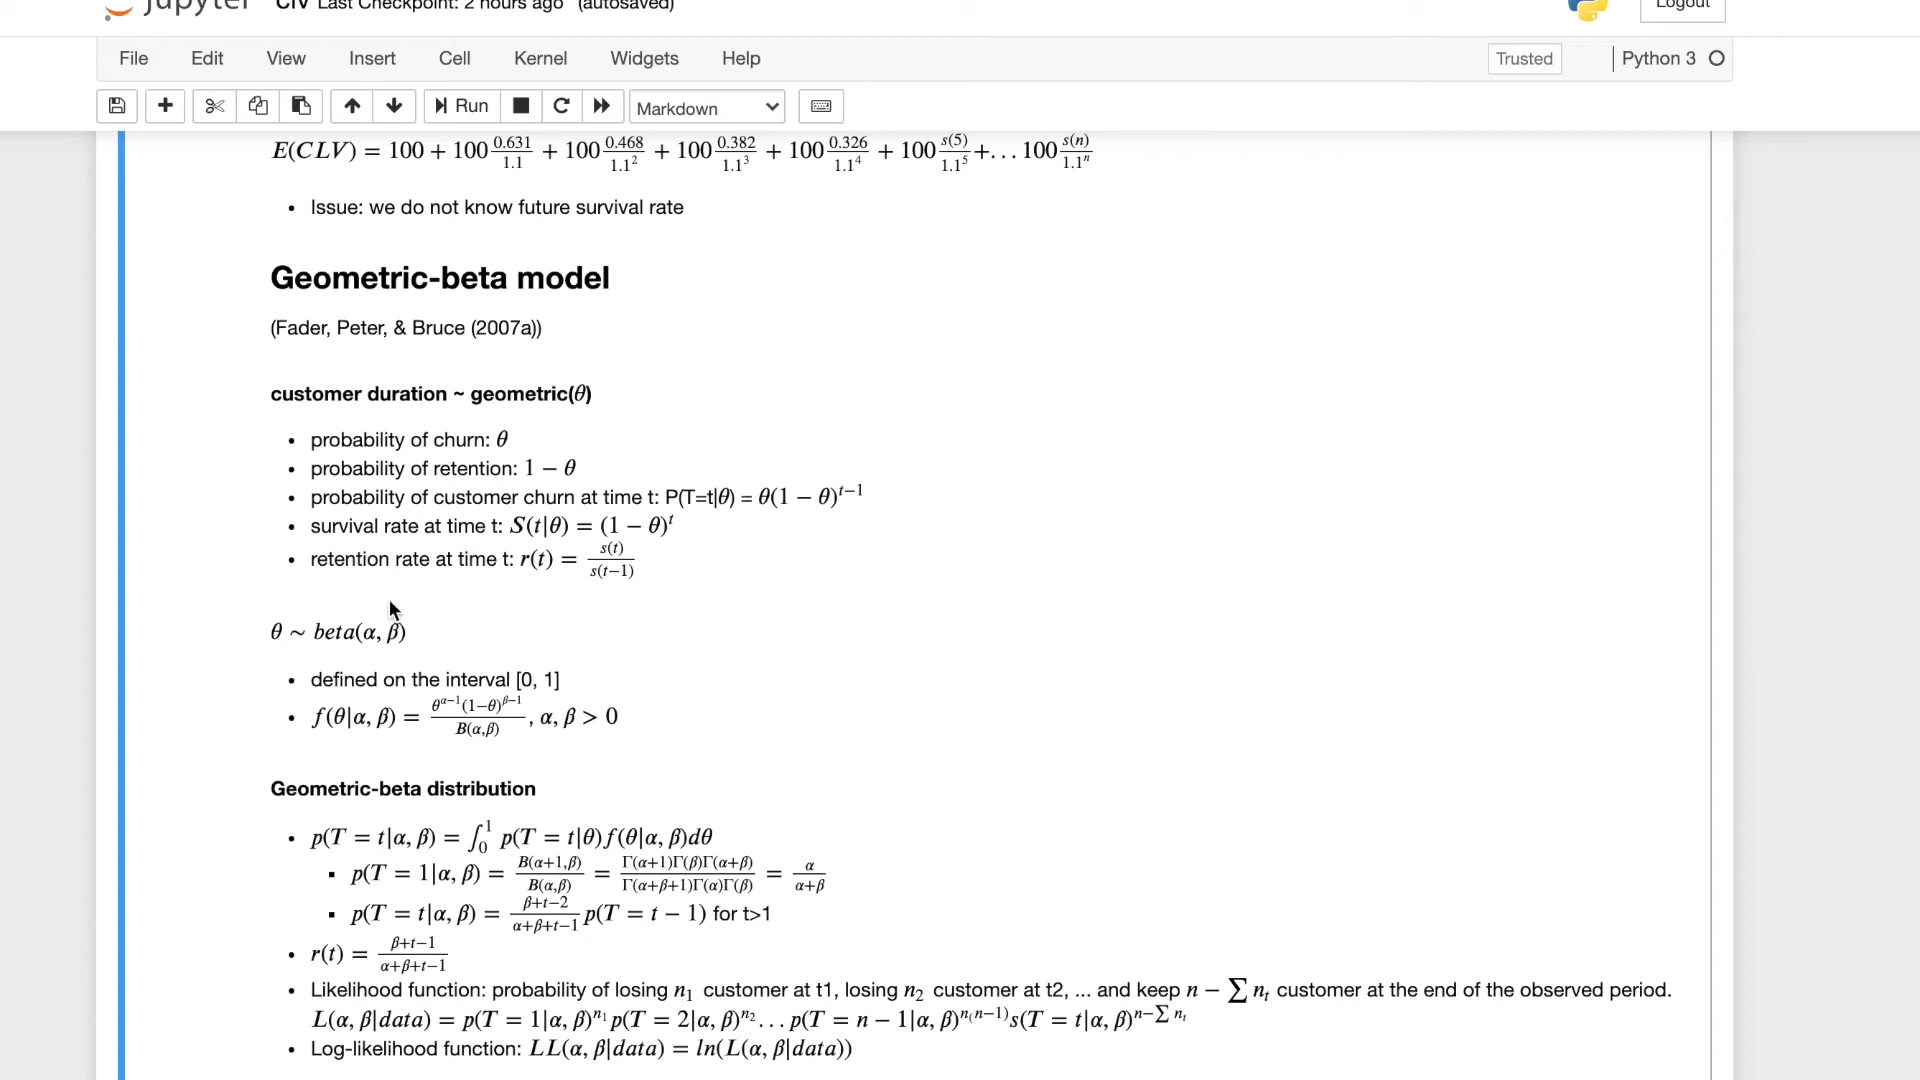 jupyter CTV Last Checkpoint: 2 hours ago (autosaved) Logout
File Edit View Insert Cell Kernel Widgets Help Trusted Python 3
Run Markdown
E(CLV) = 100 + 100 0.631/1.1 + 100 0.468/1.1^2 + 100 0.382/1.1^3 + 100 0.326/1.1^4 + 100 s(5)/1.1^5 +. . . 100 s(n)/1.1^n
• Issue: we do not know future survival rate
Geometric-beta model
(Fader, Peter, & Bruce (2007a))
customer duration ~ geometric(θ)
• probability of churn: θ
• probability of retention: 1 − θ
• probability of customer churn at time t: P(T=t|θ) = θ(1 − θ)^{t−1}
• survival rate at time t: S(t|θ) = (1 − θ)^t
• retention rate at time t: r(t) = s(t)/s(t−1)
θ ∼ beta(α, β)
• defined on the interval [0, 1]
• f(θ|α, β) = θ^{α−1}(1−θ)^{β−1}/B(α,β), α, β > 0
Geometric-beta distribution
• p(T = t|α, β) = ∫_0^1 p(T = t|θ)f(θ|α, β)dθ
▪ p(T = 1|α, β) = B(α+1,β)/B(α,β) = Γ(α+1)Γ(β)Γ(α+β)/Γ(α+β+1)Γ(α)Γ(β) = α/α+β
▪ p(T = t|α, β) = β+t−2/α+β+t−1 p(T = t − 1) for t>1
• r(t) = β+t−1/α+β+t−1
• Likelihood function: probability of losing n_1 customer at t1, losing n_2 customer at t2, ... and keep n − ∑ n_t customer at the end of the observed period.
L(α, β|data) = p(T = 1|α, β)^{n_1} p(T = 2|α, β)^{n_2}. . . p(T = n − 1|α, β)^{n_(n−1)} s(T = t|α, β)^{n−∑ n_t}
• Log-likelihood function: LL(α, β|data) = ln(L(α, β|data))